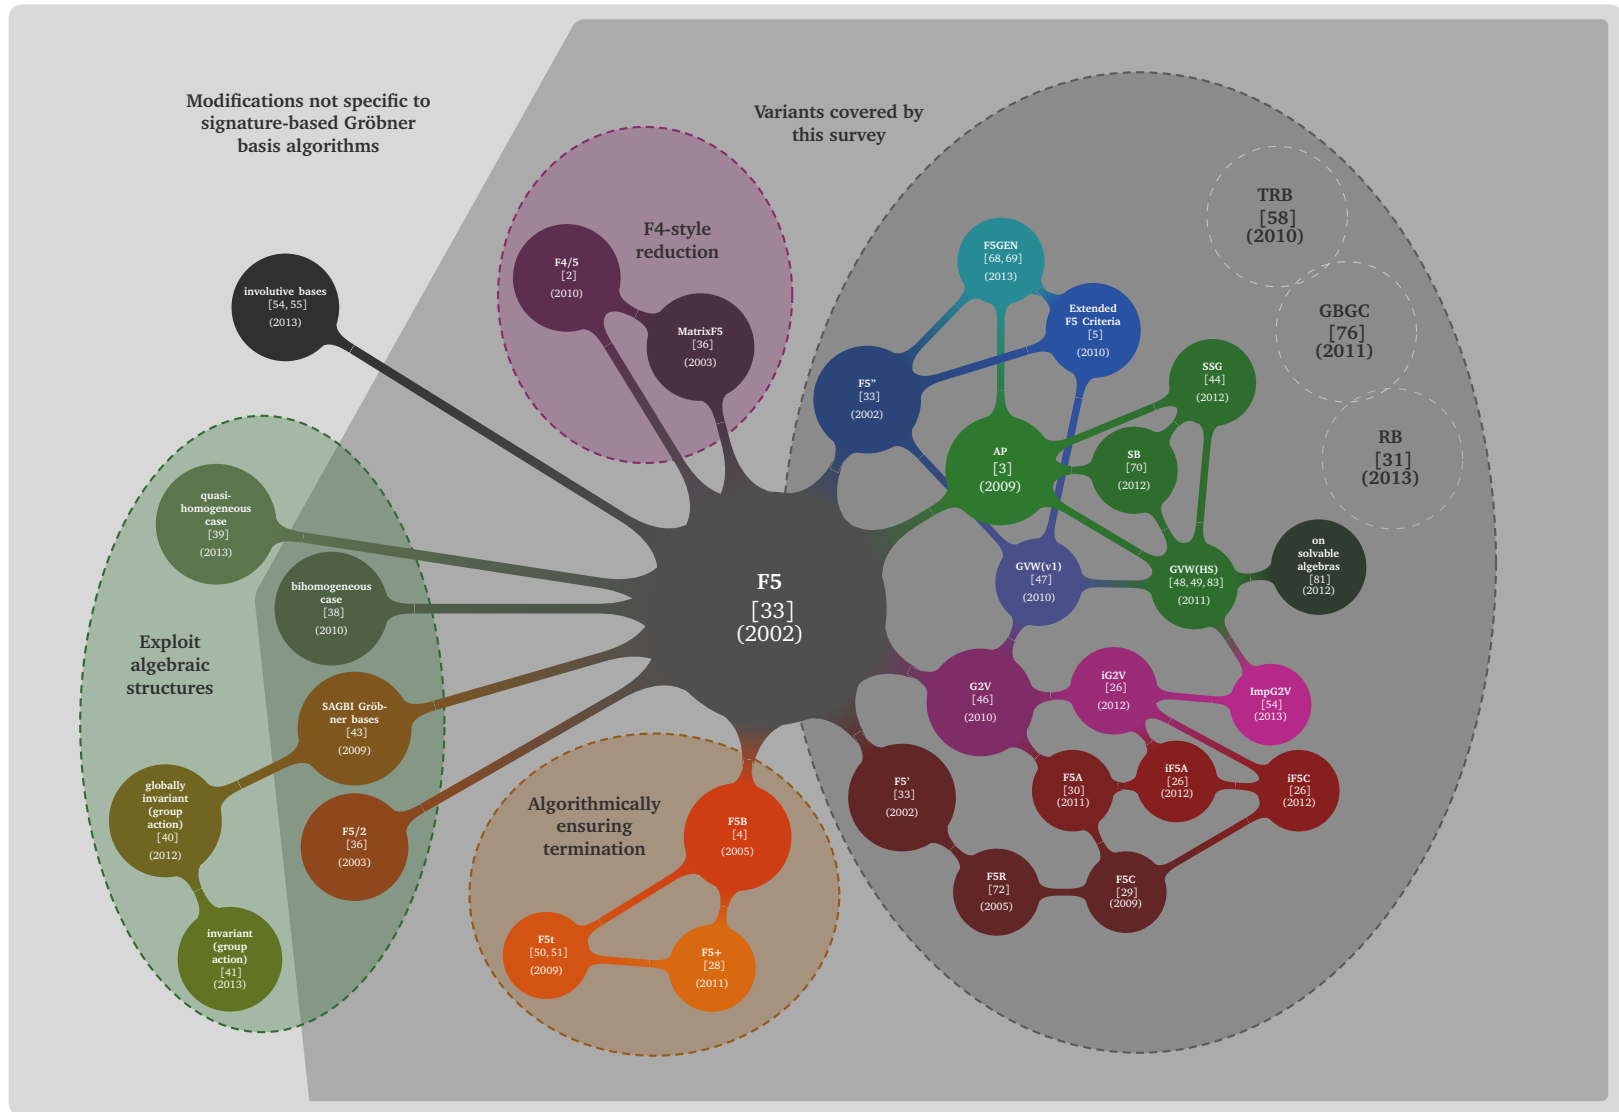 Modifications not specific to
signature-based Gröbner
basis algorithms
Variants covered by
this survey
F4-style
reduction
F4/5
[2]
(2010)
MatrixF5
[36]
(2003)
involutive bases
[54, 55]
(2013)
quasi-
homogeneous
case
[39]
(2013)
bihomogeneous
case
[38]
(2010)
Exploit
algebraic
structures
SAGBI Gröb-
ner bases
[43]
(2009)
globally
invariant
(group
action)
[40]
(2012)
F5/2
[36]
(2003)
invariant
(group
action)
[41]
(2013)
F5
[33]
(2002)
Algorithmically
ensuring
termination
F5B
[4]
(2005)
F5t
[50, 51]
(2009)
F5+
[28]
(2011)
F5GEN
[68, 69]
(2013)
Extended
F5 Criteria
[5]
(2010)
F5”
[33]
(2002)
AP
[3]
(2009)
SSG
[44]
(2012)
SB
[70]
(2012)
TRB
[58]
(2010)
GBGC
[76]
(2011)
RB
[31]
(2013)
GVW(v1)
[47]
(2010)
GVW(HS)
[48, 49, 83]
(2011)
on
solvable
algebras
[81]
(2012)
G2V
[46]
(2010)
iG2V
[26]
(2012)
ImpG2V
[54]
(2013)
F5’
[33]
(2002)
F5A
[30]
(2011)
iF5A
[26]
(2012)
iF5C
[26]
(2012)
F5R
[72]
(2005)
F5C
[29]
(2009)